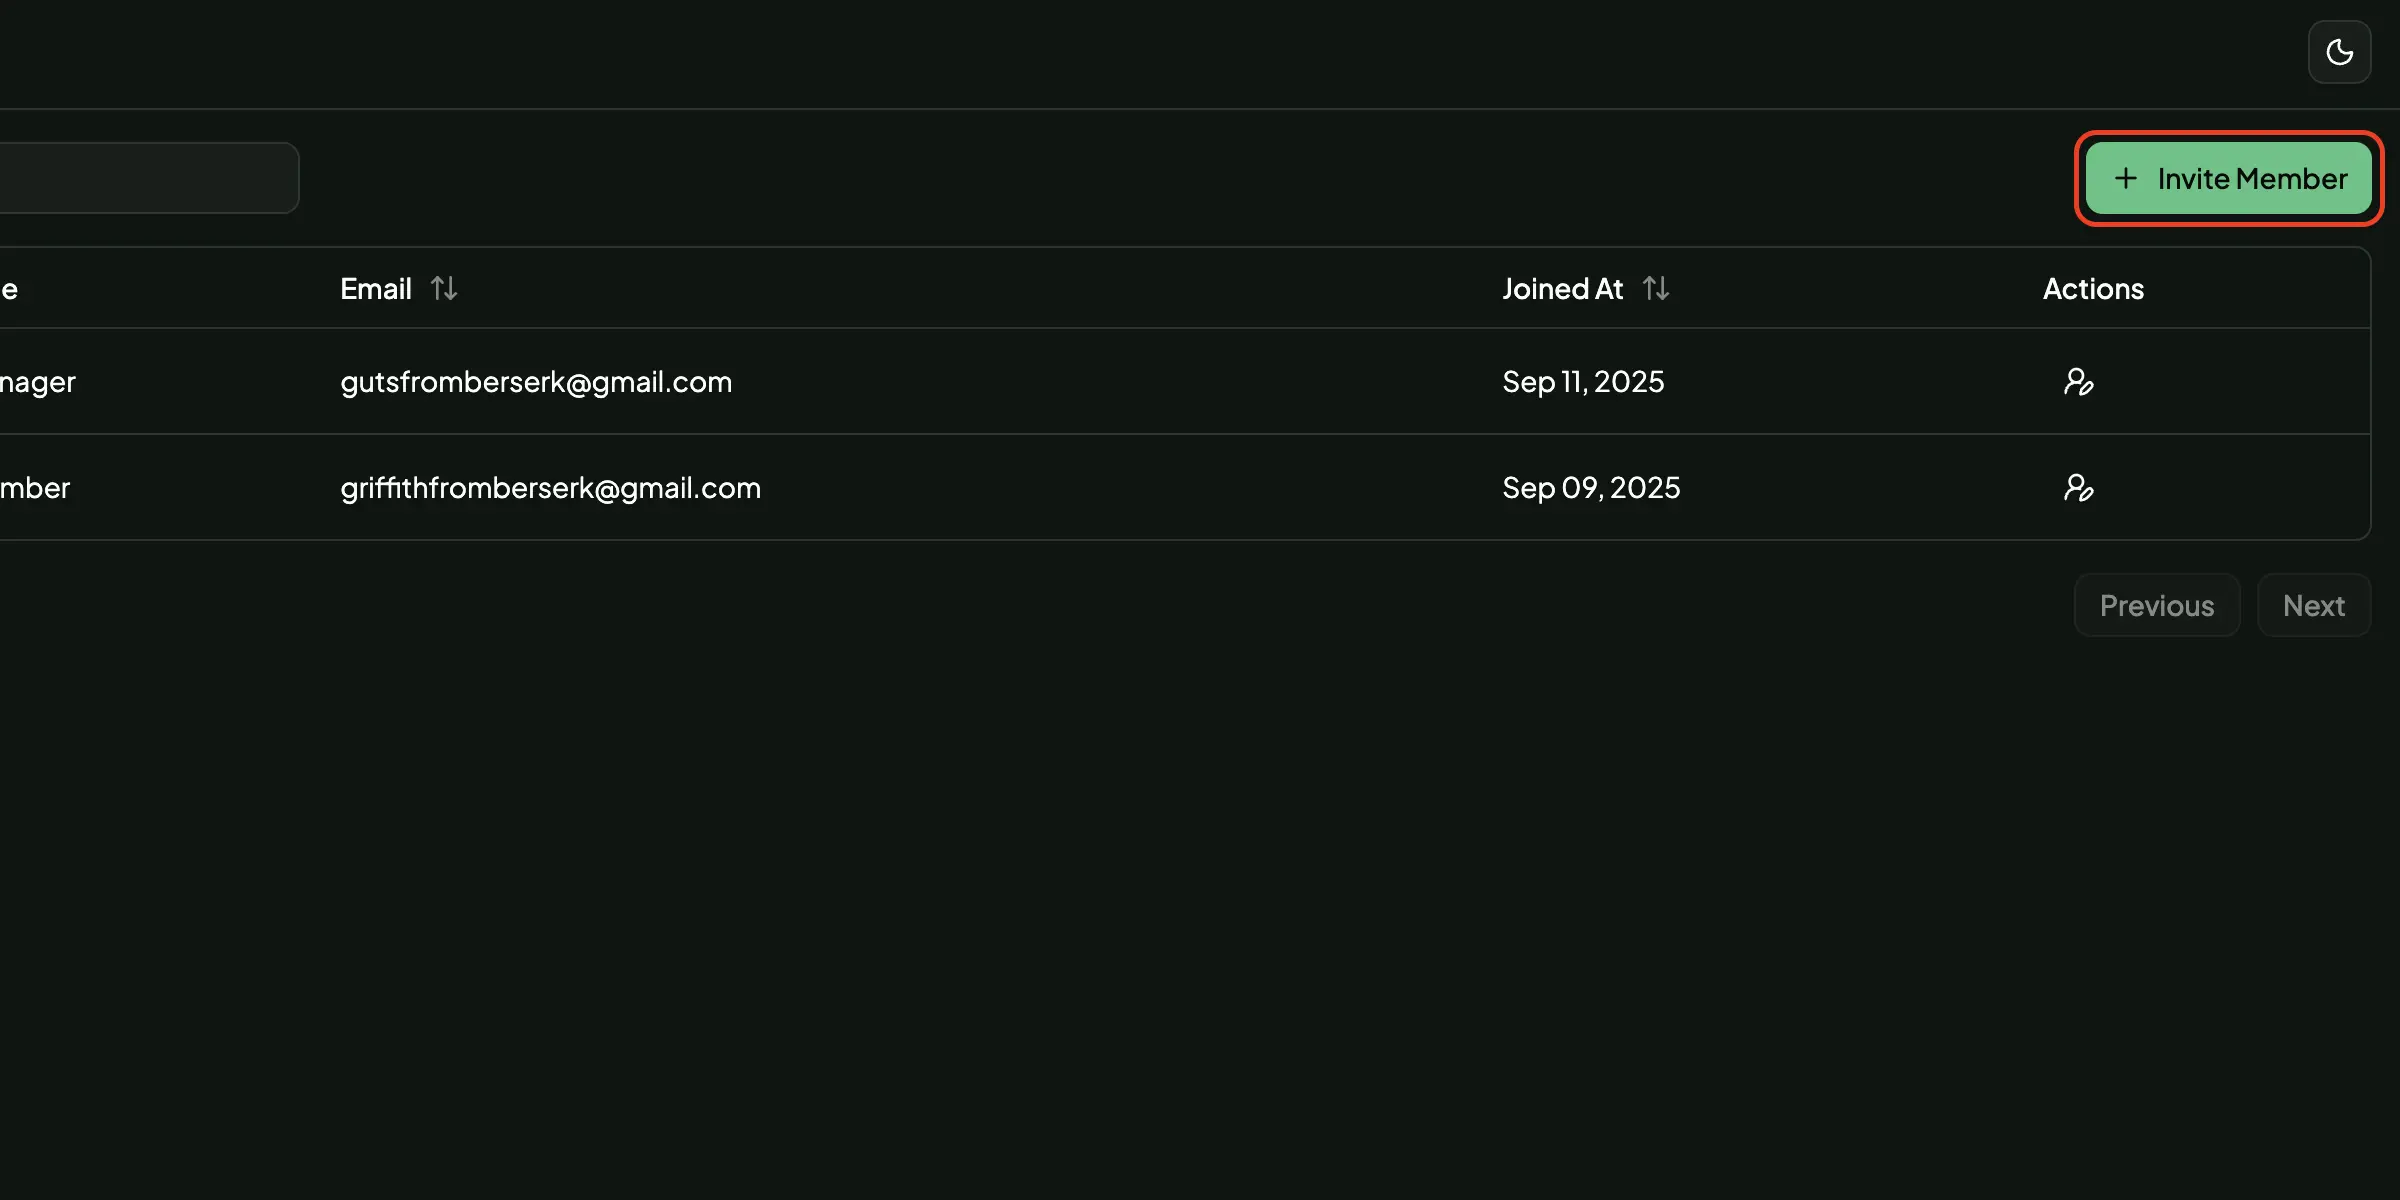 + Invite Member
e Email Joined At Actions
nager gutsfromberserk@gmail.com Sep 11, 2025
mber griffithfromberserk@gmail.com Sep 09, 2025
Previous Next